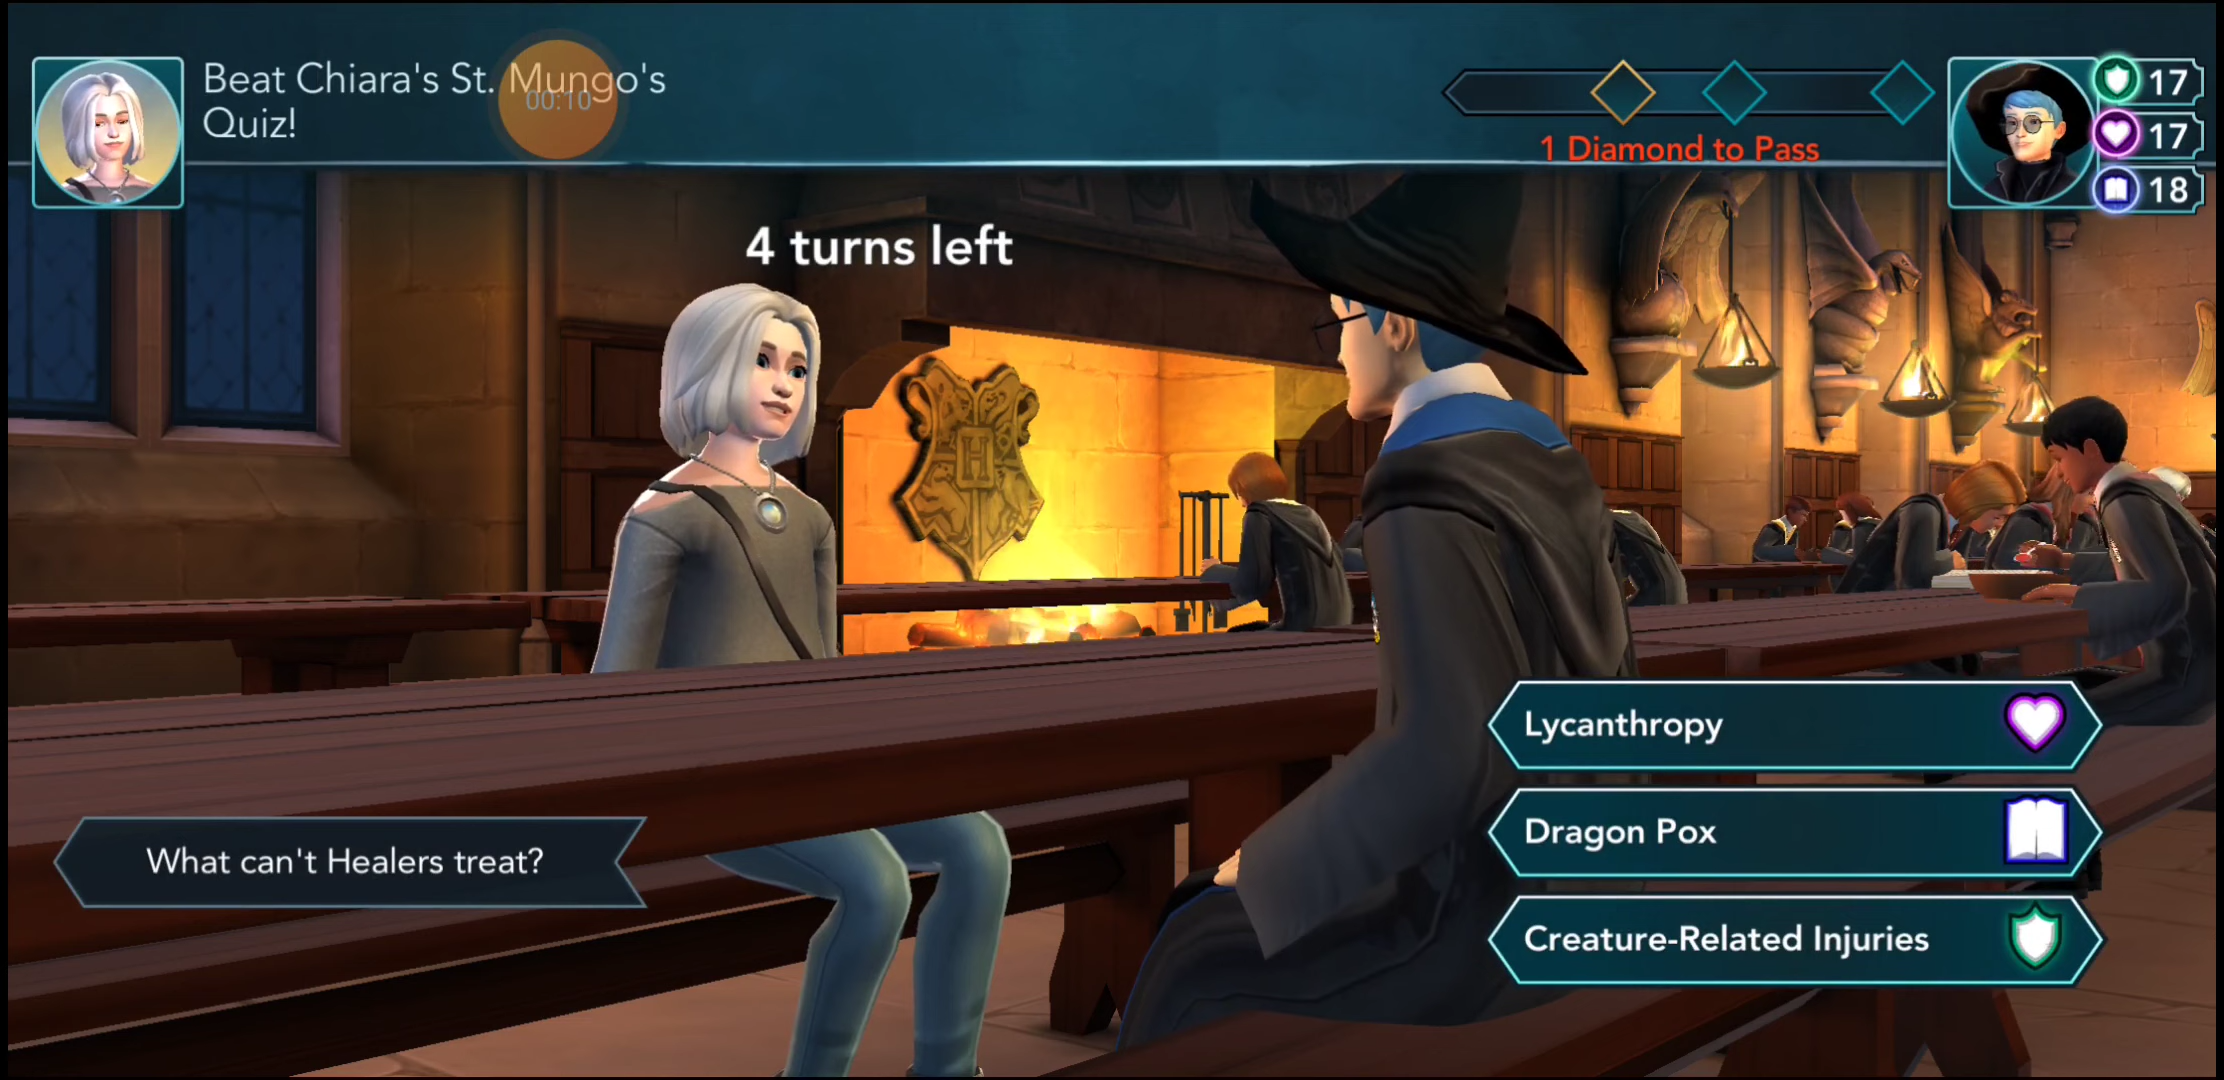 Beat Chiara's St. Mungo's
Quiz!
00:10
1 Diamond to Pass
17
17
18
4 turns left
H
What can't Healers treat?
Lycanthropy
Dragon Pox
Creature-Related Injuries